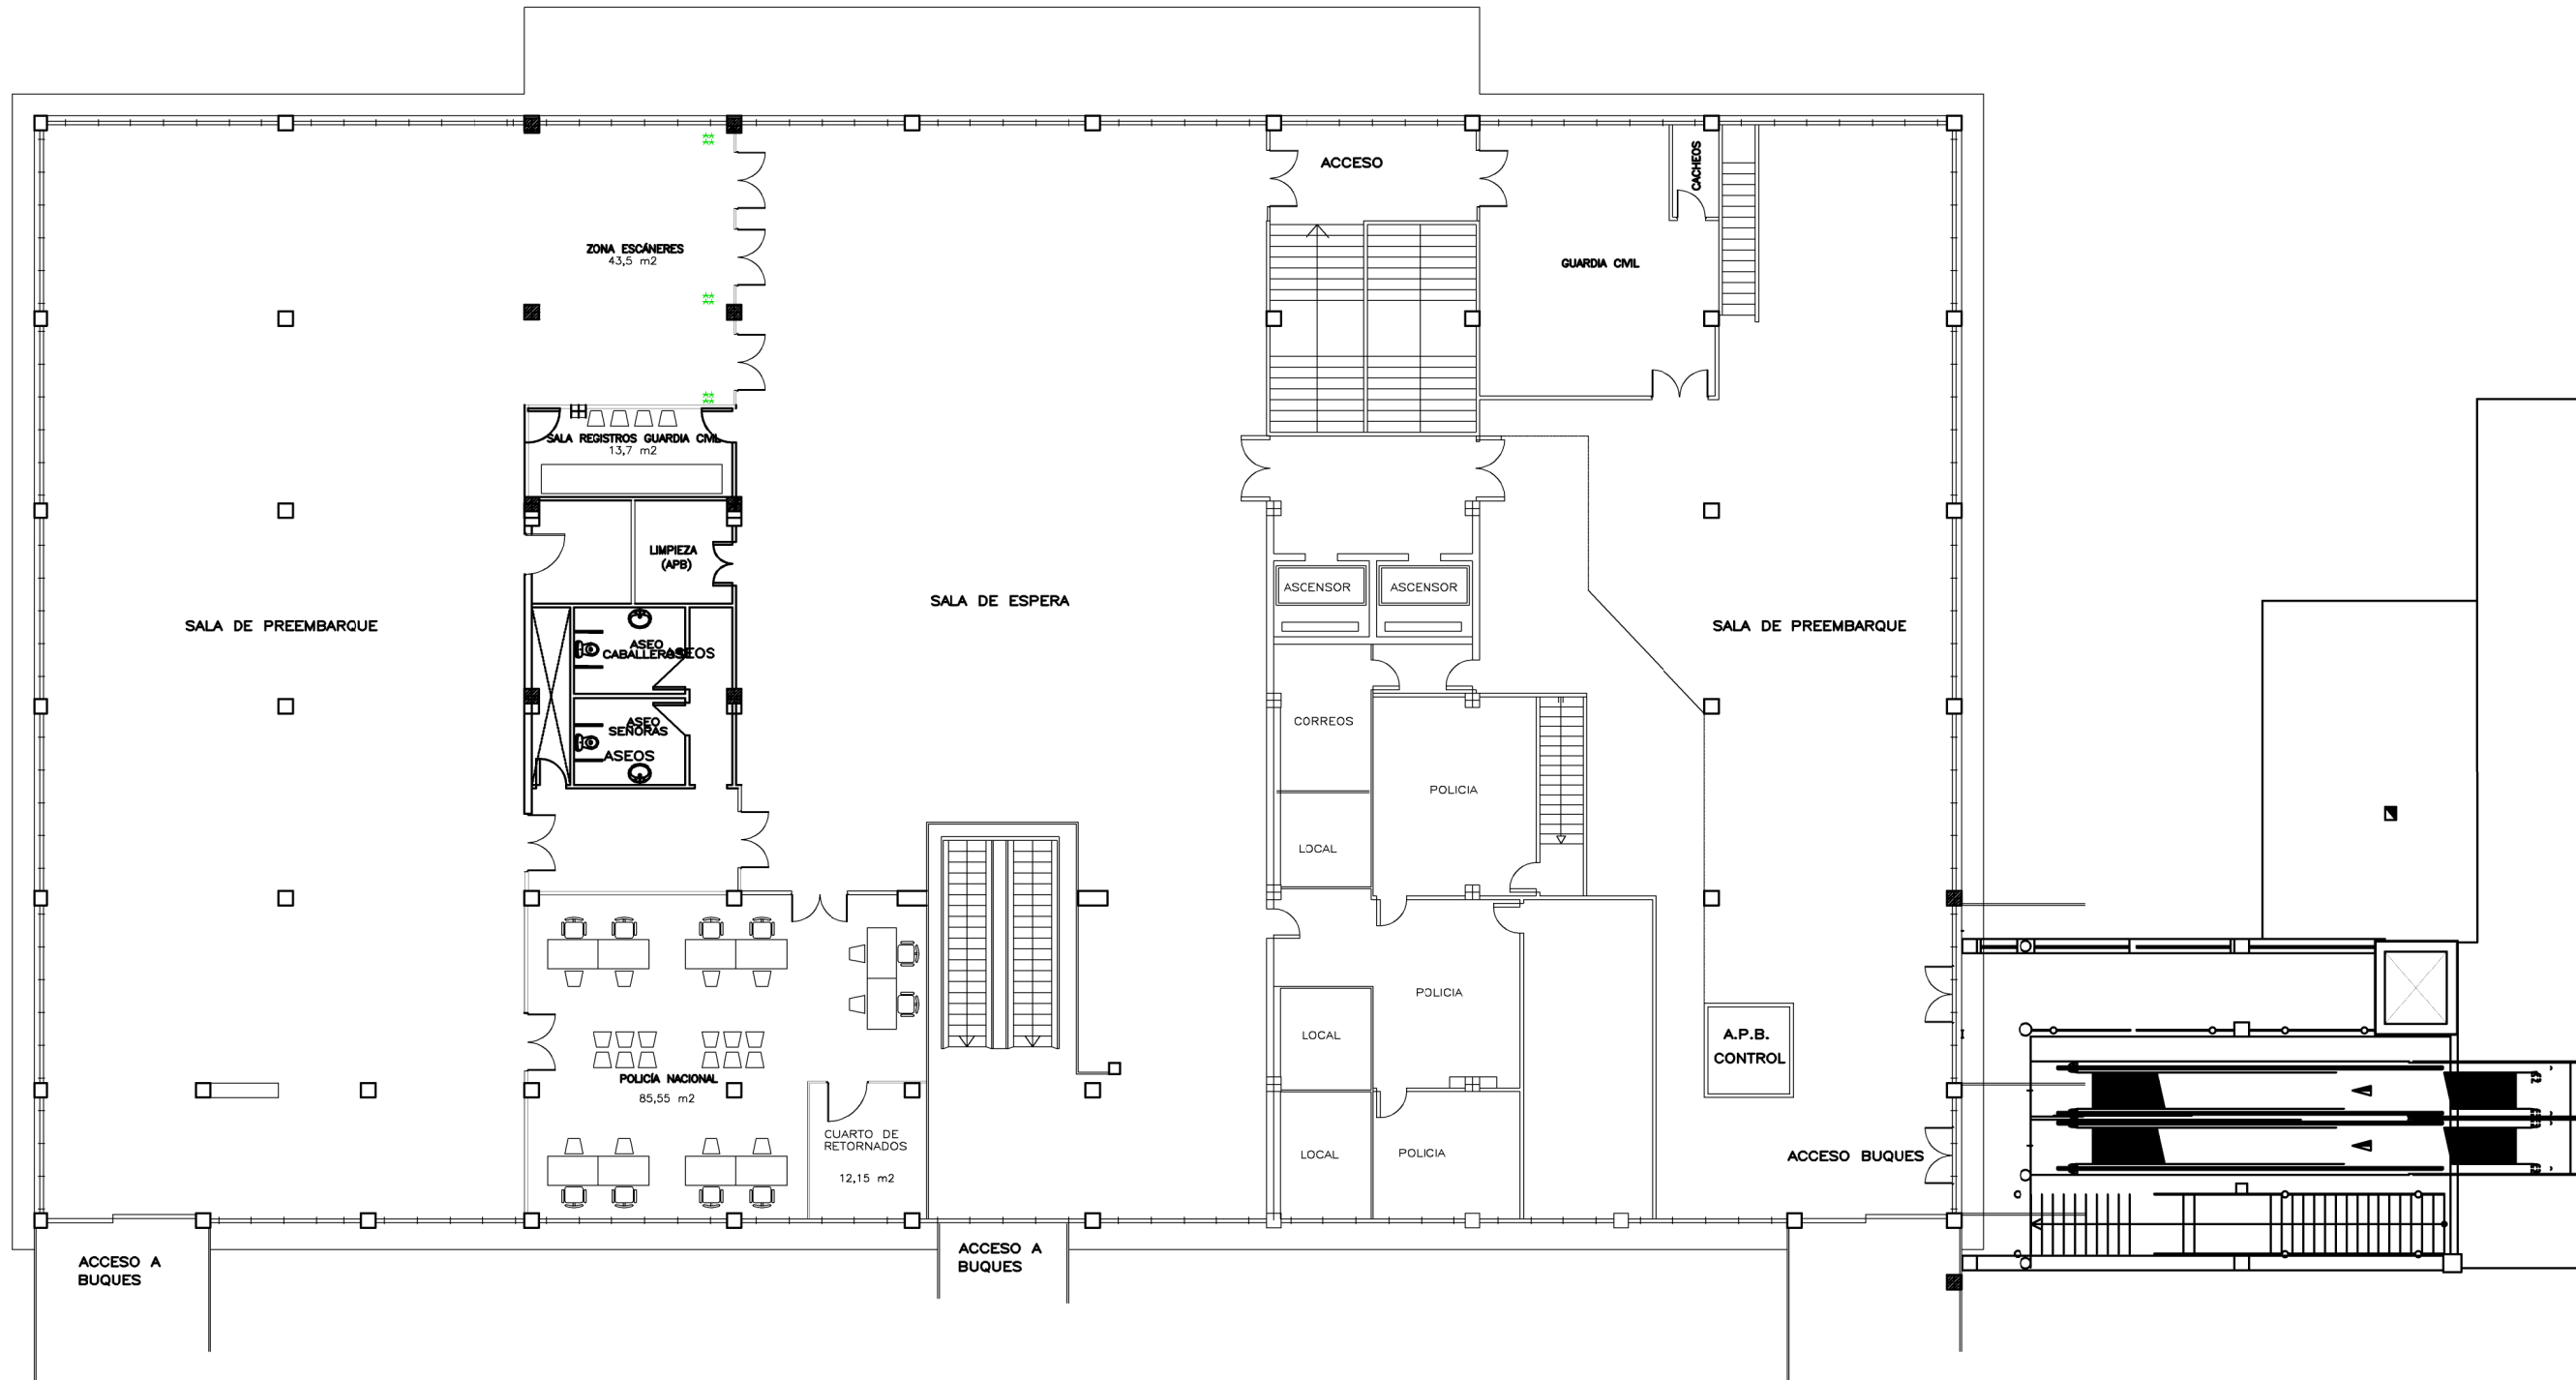 ACCESO
CACHEOS
ZONA ESCÁNERES
43,5 m2
GUARDIA CIVIL
SALA REGISTROS GUARDIA CIVIL
13,7 m2
LIMPIEZA
(APB)
ASCENSOR
ASCENSOR
SALA DE ESPERA
SALA DE PREEMBARQUE
SALA DE PREEMBARQUE
ASEO
CABALLEROS
ASEOS
ASEO
SEÑORAS
ASEOS
CORREOS
POLICIA
LOCAL
POLICIA
LOCAL
A.P.B.
CONTROL
POLICÍA NACIONAL
85,55 m2
CUARTO DE
RETORNADOS
12,15 m2
LOCAL
POLICIA
ACCESO BUQUES
ACCESO A
BUQUES
ACCESO A
BUQUES